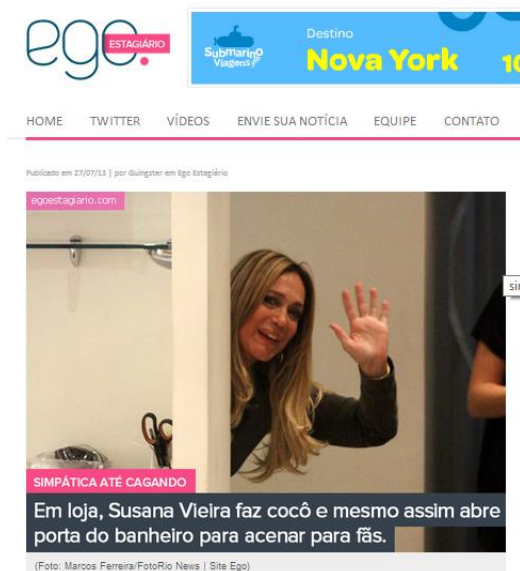 ego.
ESTAGIÁRIO
Submarino
Viagens
Destino
Nova York
10
HOME TWITTER VÍDEOS ENVIE SUA NOTÍCIA EQUIPE CONTATO
Publicado em 27/07/13 | por Guingster em Ego Estagiário
egoestagiario.com
SIMPÁTICA ATÉ CAGANDO
Em loja, Susana Vieira faz cocô e mesmo assim abre
porta do banheiro para acenar para fãs.
(Foto: Marcos Ferreira/FotoRio News | Site Ego)